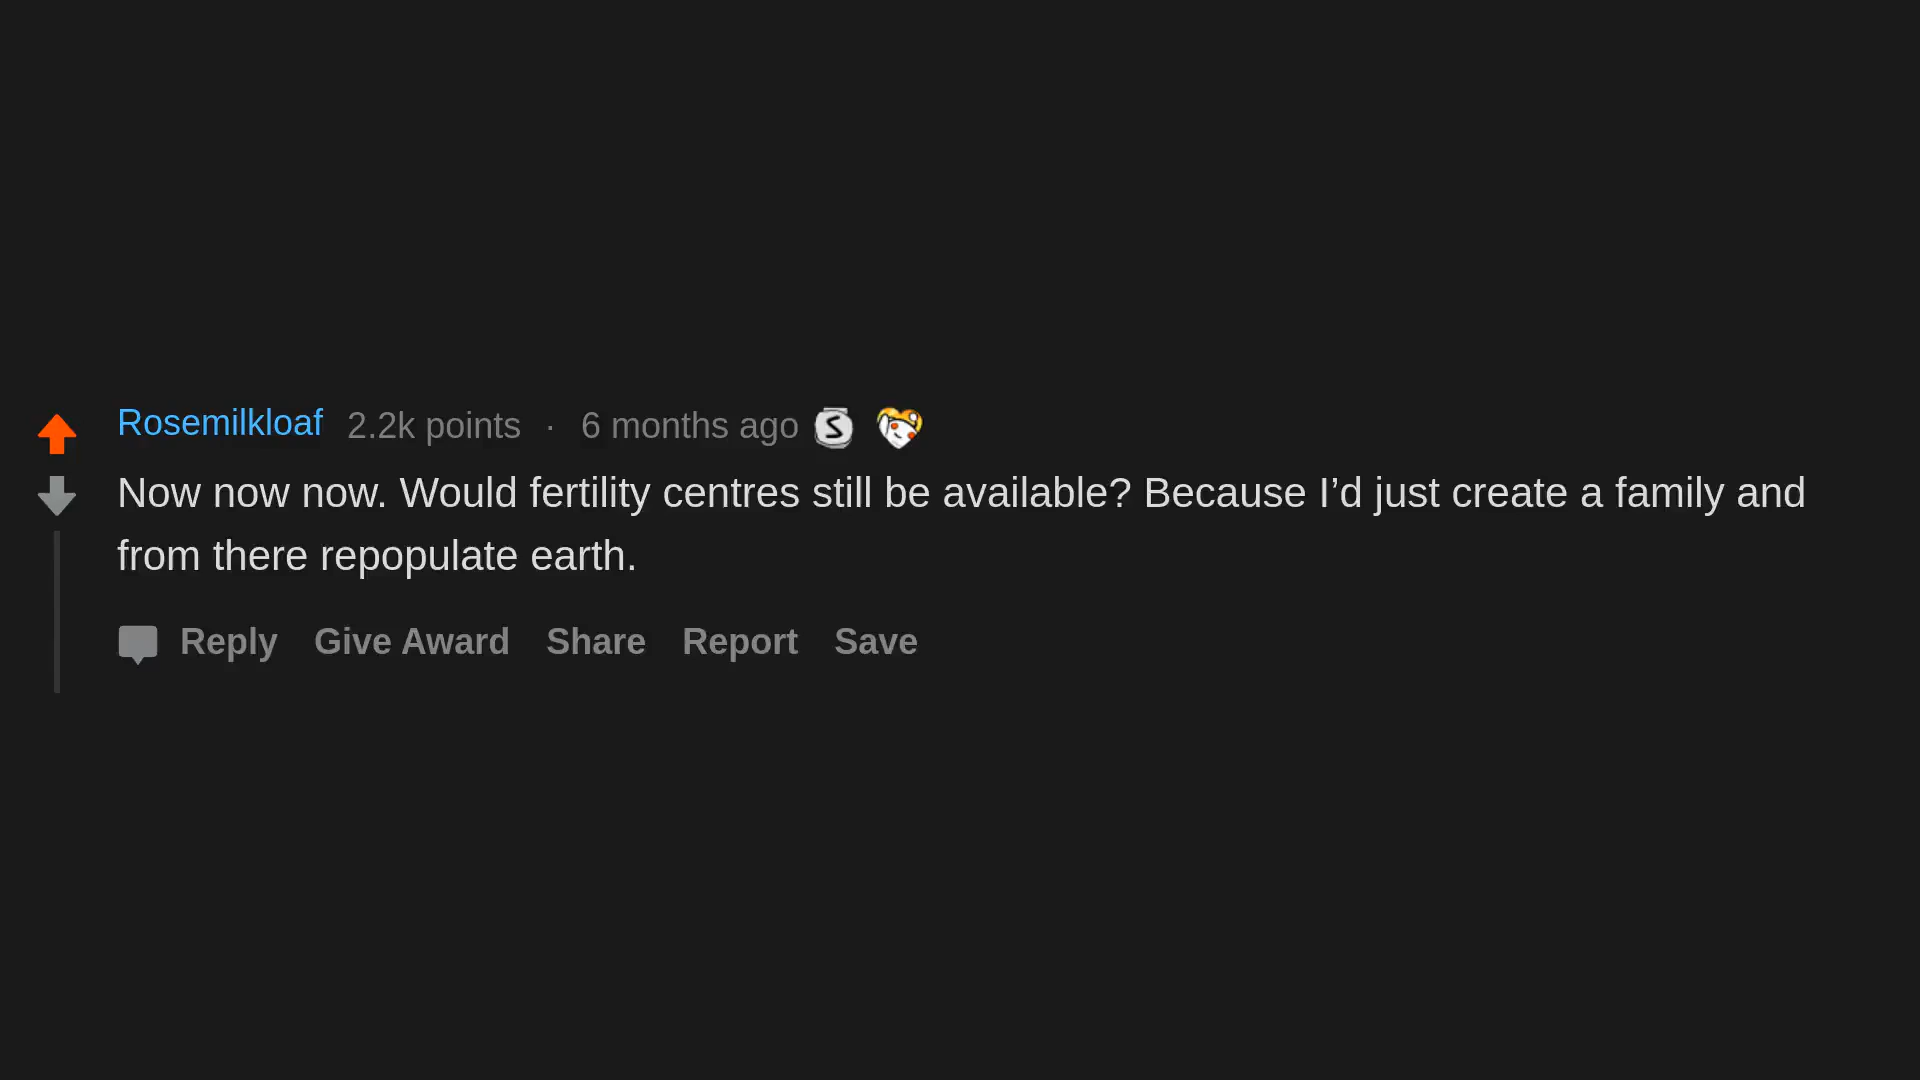 Rosemilkloaf 2.2k points · 6 months ago S
Now now now. Would fertility centres still be available? Because I’d just create a family and
from there repopulate earth.
Reply Give Award Share Report Save